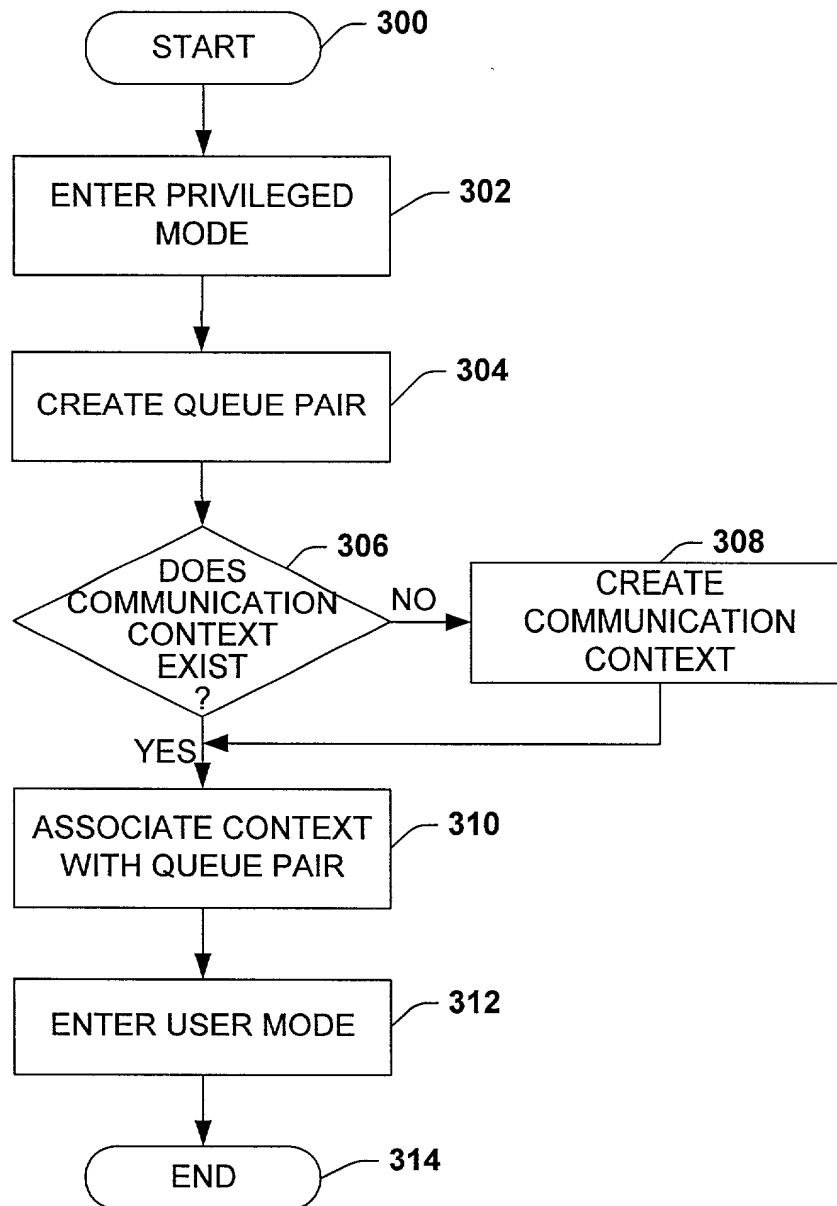 START
300
ENTER PRIVILEGED
MODE
302
CREATE QUEUE PAIR
304
DOES
COMMUNICATION
CONTEXT
EXIST
?
306
NO
308
CREATE
COMMUNICATION
CONTEXT
YES
ASSOCIATE CONTEXT
WITH QUEUE PAIR
310
ENTER USER MODE
312
END
314